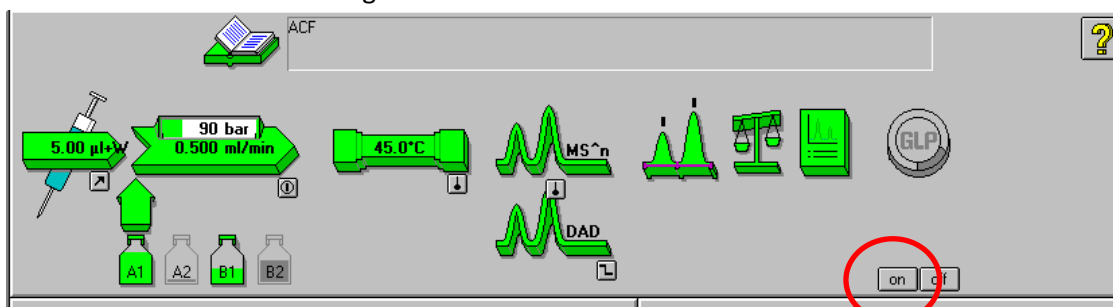 ACF
90 bar
5.00 µl+W
0.500 ml/min
45.0°C
MS^n
GLP
DAD
A1
A2
B1
B2
on
off
?